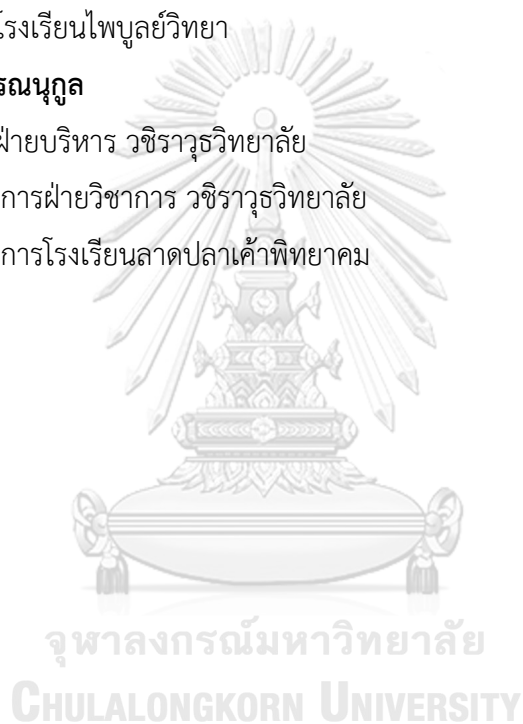 โรงเรียนไพบูลย์วิทยา
รณนุกูล
ฝ่ายบริหาร วชิราวุธวิทยาลัย
การฝ่ายวิชาการ วชิราวุธวิทยาลัย
การโรงเรียนลาดปลาเค้าพิทยาคม
จุฬาลงกรณ์มหาวิทยาลัย
CHULALONGKORN UNIVERSITY